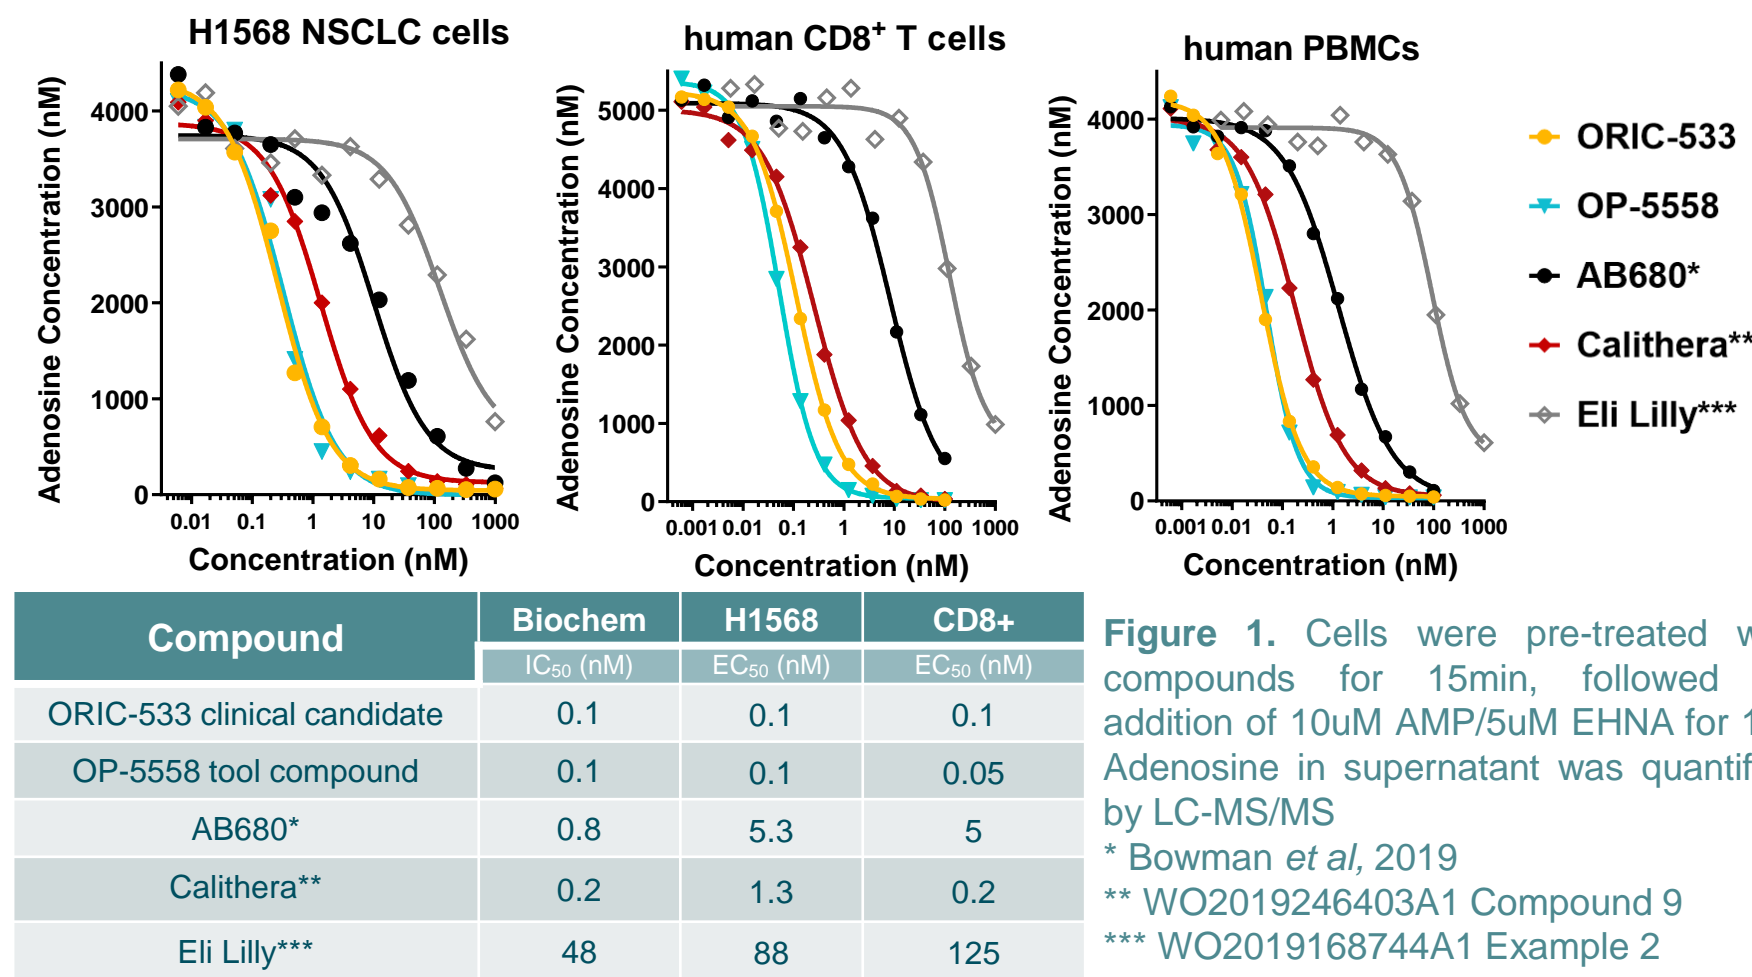 H1568 NSCLC cells
Adenosine Concentration (nM)
4000
3000
2000
1000
0
0.01 0.1 1 10 100 1000
Concentration (nM)
human CD8+ T cells
Adenosine Concentration (nM)
5000
4000
3000
2000
1000
0
0.001 0.01 0.1 1 10 100 1000
Concentration (nM)
human PBMCs
Adenosine Concentration (nM)
4000
3000
2000
1000
0
0.001 0.01 0.1 1 10 100 1000
Concentration (nM)
ORIC-533
OP-5558
AB680*
Calithera**
Eli Lilly***
Compound Biochem H1568 CD8+
IC50 (nM) EC50 (nM) EC50 (nM)
ORIC-533 clinical candidate 0.1 0.1 0.1
OP-5558 tool compound 0.1 0.1 0.05
AB680* 0.8 5.3 5
Calithera** 0.2 1.3 0.2
Eli Lilly*** 48 88 125
Figure 1. Cells were pre-treated
compounds for 15min, followed
addition of 10uM AMP/5uM EHNA for
Adenosine in supernatant was
by LC-MS/MS
* Bowman et al, 2019
** WO2019246403A1 Compound 9
*** WO2019168744A1 Example 2